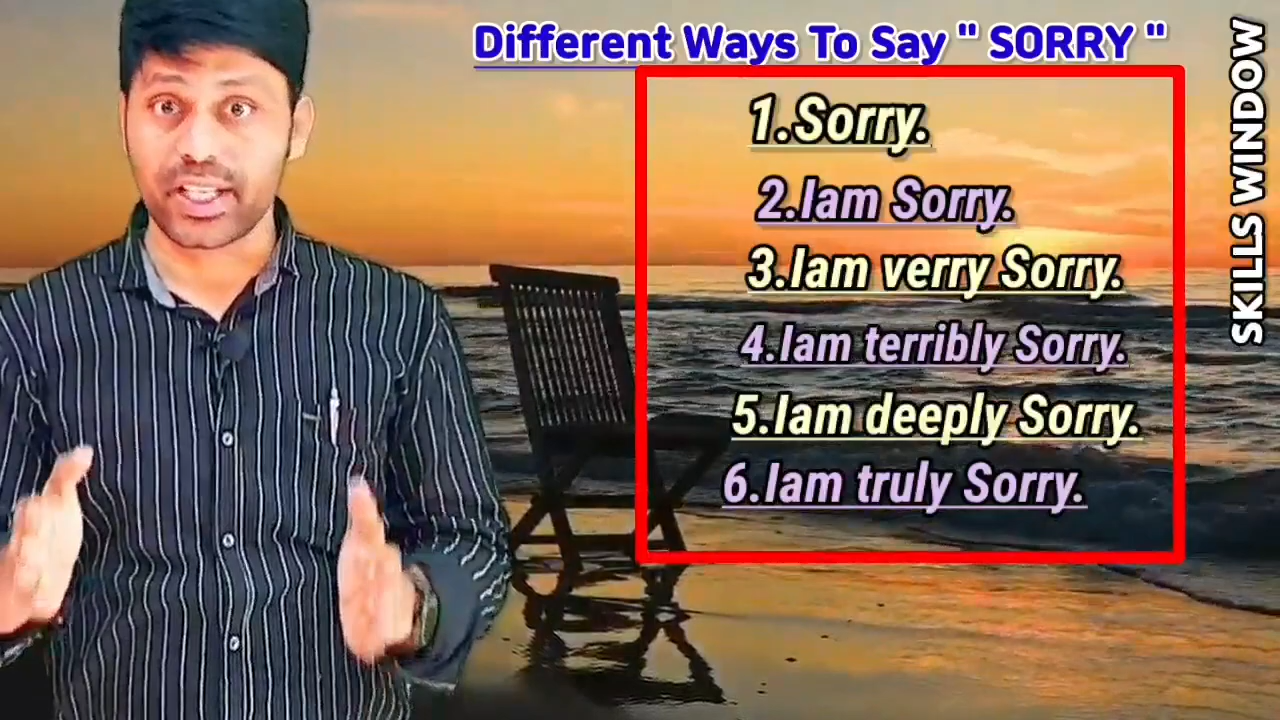 Different Ways To Say " SORRY "
1.Sorry.
2.Iam Sorry.
3.Iam verry Sorry.
4.Iam terribly Sorry.
5.Iam deeply Sorry.
6.Iam truly Sorry.
SKILLS WINDOW